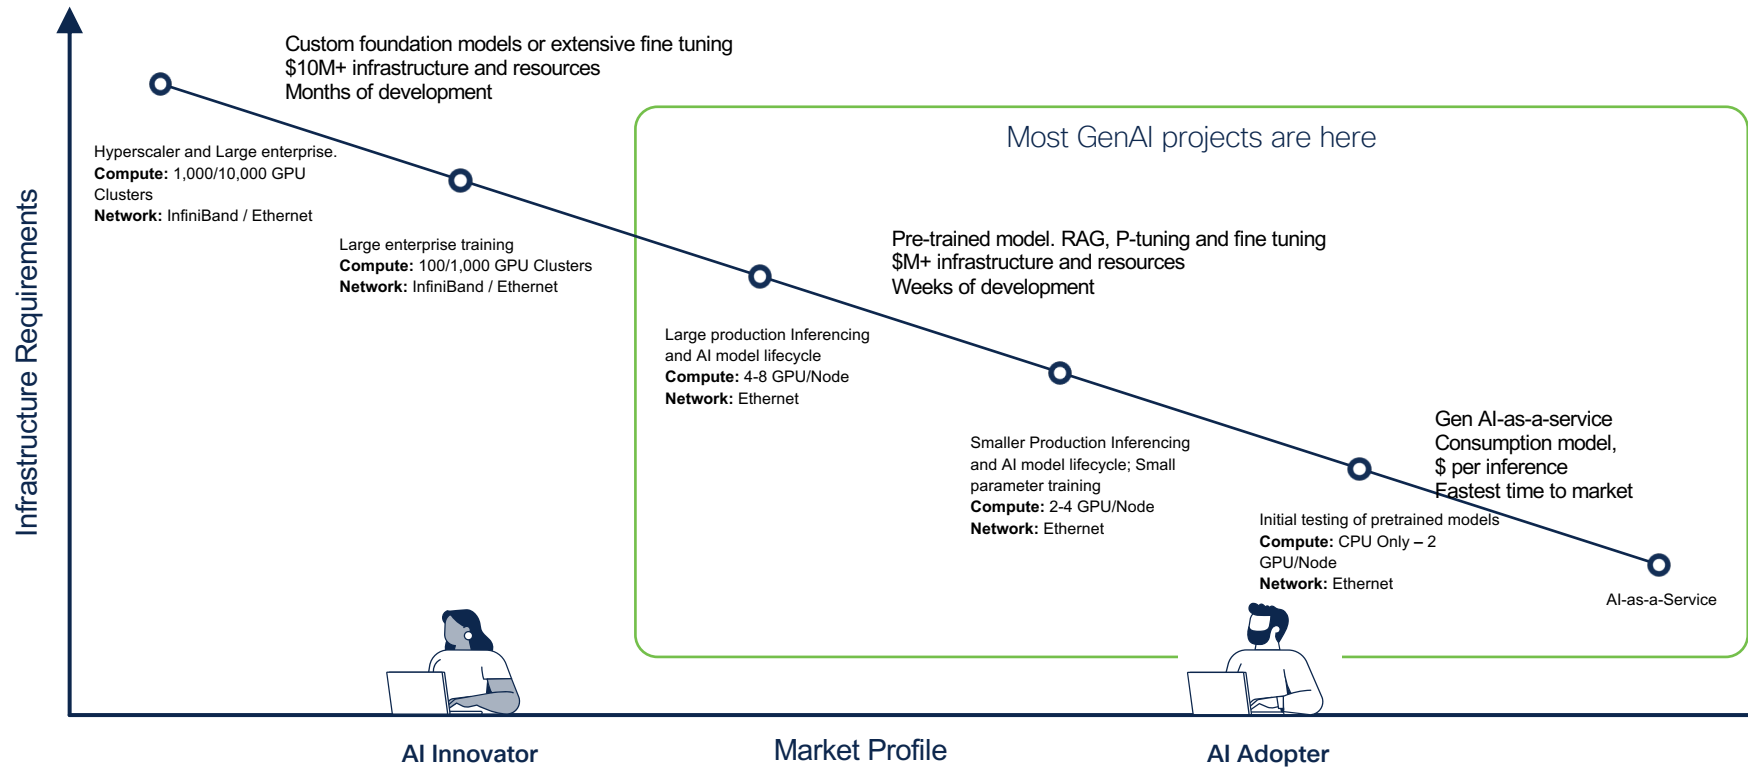 Custom foundation models or extensive fine tuning
$10M+ infrastructure and resources
Months of development
Most GenAI projects are here
Hyperscaler and Large enterprise.
Compute: 1,000/10,000 GPU
Clusters
Network: InfiniBand / Ethernet
Large enterprise training
Compute: 100/1,000 GPU Clusters
Network: InfiniBand / Ethernet
Pre-trained model. RAG, P-tuning and fine tuning
$M+ infrastructure and resources
Weeks of development
Large production Inferencing
and AI model lifecycle
Compute: 4-8 GPU/Node
Network: Ethernet
Smaller Production Inferencing
and AI model lifecycle; Small
parameter training
Compute: 2-4 GPU/Node
Network: Ethernet
Gen AI-as-a-service
Consumption model,
$ per inference
Fastest time to market
Initial testing of pretrained models
Compute: CPU Only – 2
GPU/Node
Network: Ethernet
AI-as-a-Service
Infrastructure Requirements
AI Innovator
Market Profile
AI Adopter